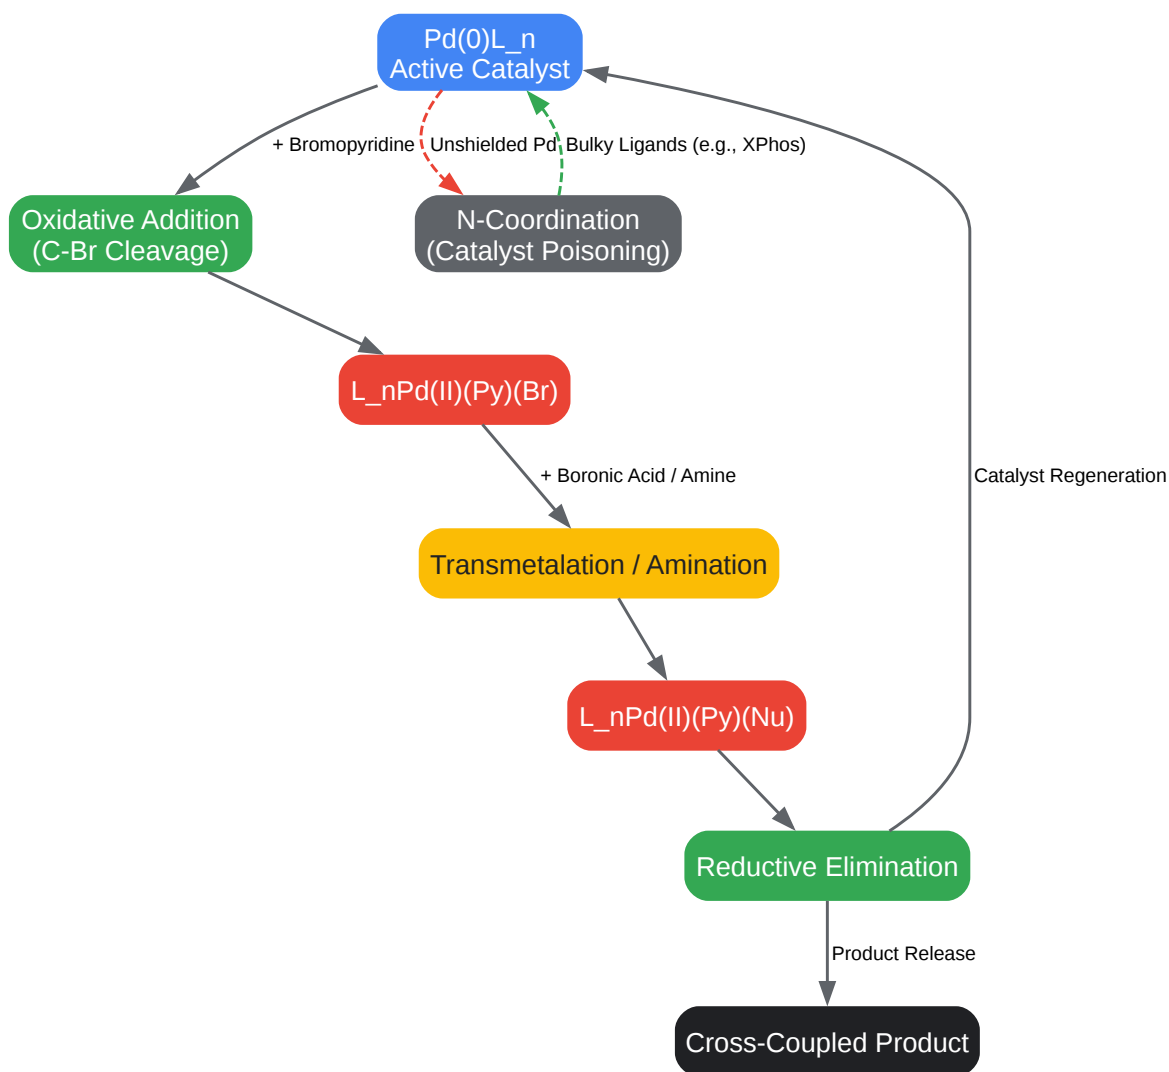 Pd(0)L_n
Active Catalyst
+ Bromopyridine
Unshielded Pd
Bulky Ligands (e.g., XPhos)
Oxidative Addition
(C-Br Cleavage)
N-Coordination
(Catalyst Poisoning)
L_nPd(II)(Py)(Br)
+ Boronic Acid / Amine
Catalyst Regeneration
Transmetalation / Amination
L_nPd(II)(Py)(Nu)
Reductive Elimination
Product Release
Cross-Coupled Product